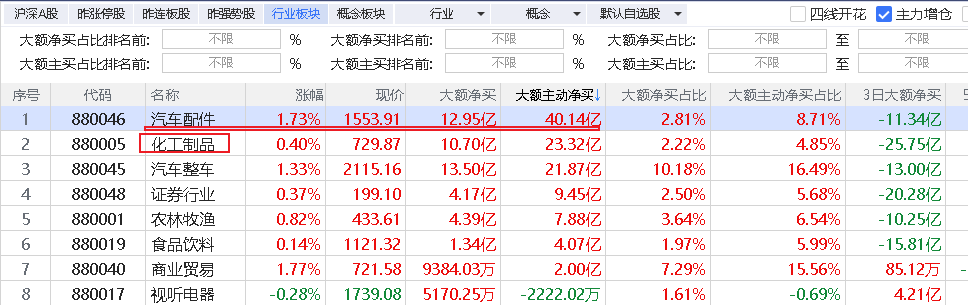 沪深A股 昨涨停股 昨连板股 昨强势股 行业板块 概念板块 行业 概念 默认自选股 四线开花 主力增仓
大额净买占比排名前: 不限 % 大额净买排名前: 不限 % 大额净买占比: 不限 至 不限
大额主买占比排名前: 不限 % 大额主买排名前: 不限 % 大额主买占比: 不限 至 不限
序号 代码 名称 涨幅 现价 大额净买 大额主动净买↓ 大额净买占比 大额主动净买占比 3日大额净买
1 880046 汽车配件 1.73% 1553.91 12.95亿 40.14亿 2.81% 8.71% -11.34亿
2 880005 化工制品 0.40% 729.87 10.70亿 23.32亿 2.22% 4.85% -25.75亿
3 880045 汽车整车 1.33% 2115.16 13.50亿 21.87亿 10.18% 16.49% -13.00亿
4 880048 证券行业 0.37% 199.10 4.17亿 9.45亿 2.50% 5.68% -20.28亿
5 880001 农林牧渔 0.82% 433.61 4.39亿 7.88亿 3.64% 6.54% -10.25亿
6 880019 食品饮料 0.14% 1121.32 1.34亿 4.07亿 1.97% 5.99% -15.81亿
7 880040 商业贸易 1.77% 721.58 9384.03万 2.00亿 7.29% 15.56% 85.12万
8 880017 视听电器 -0.28% 1739.08 5170.25万 -2222.02万 1.61% -0.69% 4.21亿